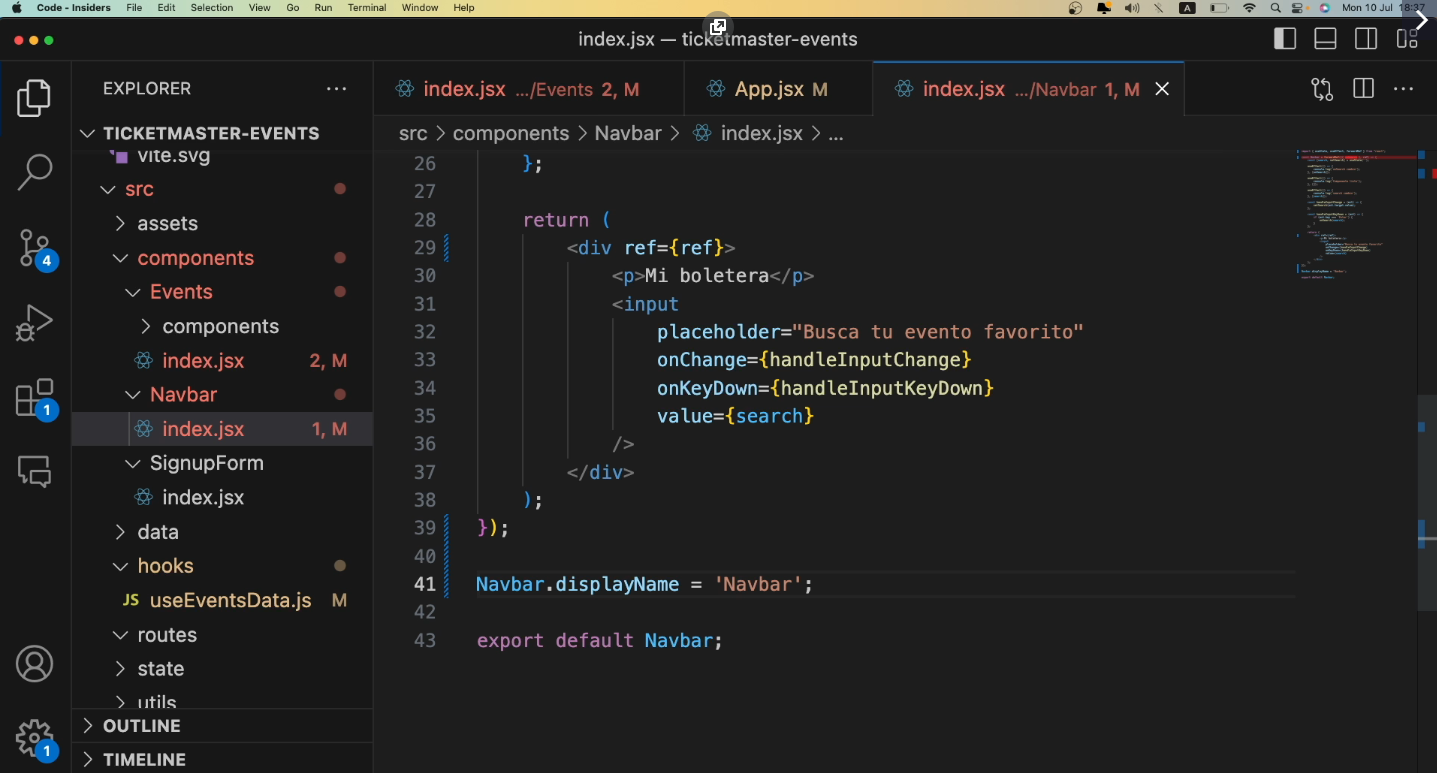 Code - Insiders File Edit Selection View Go Run Terminal Window Help A Mon 10 Jul 18:37
index.jsx — ticketmaster-events
EXPLORER ...
index.jsx .../Events 2, M
App.jsx M
index.jsx .../Navbar 1, M
TICKETMASTER-EVENTS
vite.svg
src
assets
components
Events
components
index.jsx 2, M
Navbar
index.jsx 1, M
SignupForm
index.jsx
data
hooks
JS useEventsData.js M
routes
state
utils
OUTLINE
TIMELINE
4
1
1
src > components > Navbar > index.jsx > ...
26 };
27
28 return (
29 <div ref={ref}>
30 <p>Mi boletera</p>
31 <input
32 placeholder="Busca tu evento favorito"
33 onChange={handleInputChange}
34 onKeyDown={handleInputKeyDown}
35 value={search}
36 />
37 </div>
38 );
39 });
40
41 Navbar.displayName = 'Navbar';
42
43 export default Navbar;